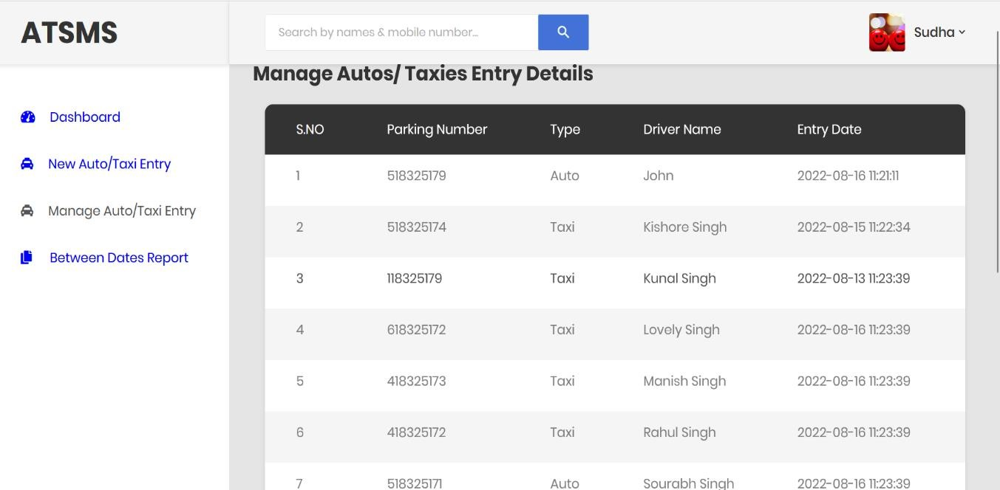 ATSMS
Search by names & mobile number...
Sudha
Dashboard
New Auto/Taxi Entry
Manage Auto/Taxi Entry
Between Dates Report
Manage Autos/ Taxies Entry Details
S.NO Parking Number Type Driver Name Entry Date
1 518325179 Auto John 2022-08-16 11:21:11
2 518325174 Taxi Kishore Singh 2022-08-15 11:22:34
3 118325179 Taxi Kunal Singh 2022-08-13 11:23:39
4 618325172 Taxi Lovely Singh 2022-08-16 11:23:39
5 418325173 Taxi Manish Singh 2022-08-16 11:23:39
6 418325172 Taxi Rahul Singh 2022-08-16 11:23:39
7 518325171 Auto Sourabh Singh 2022-08-16 11:23:39